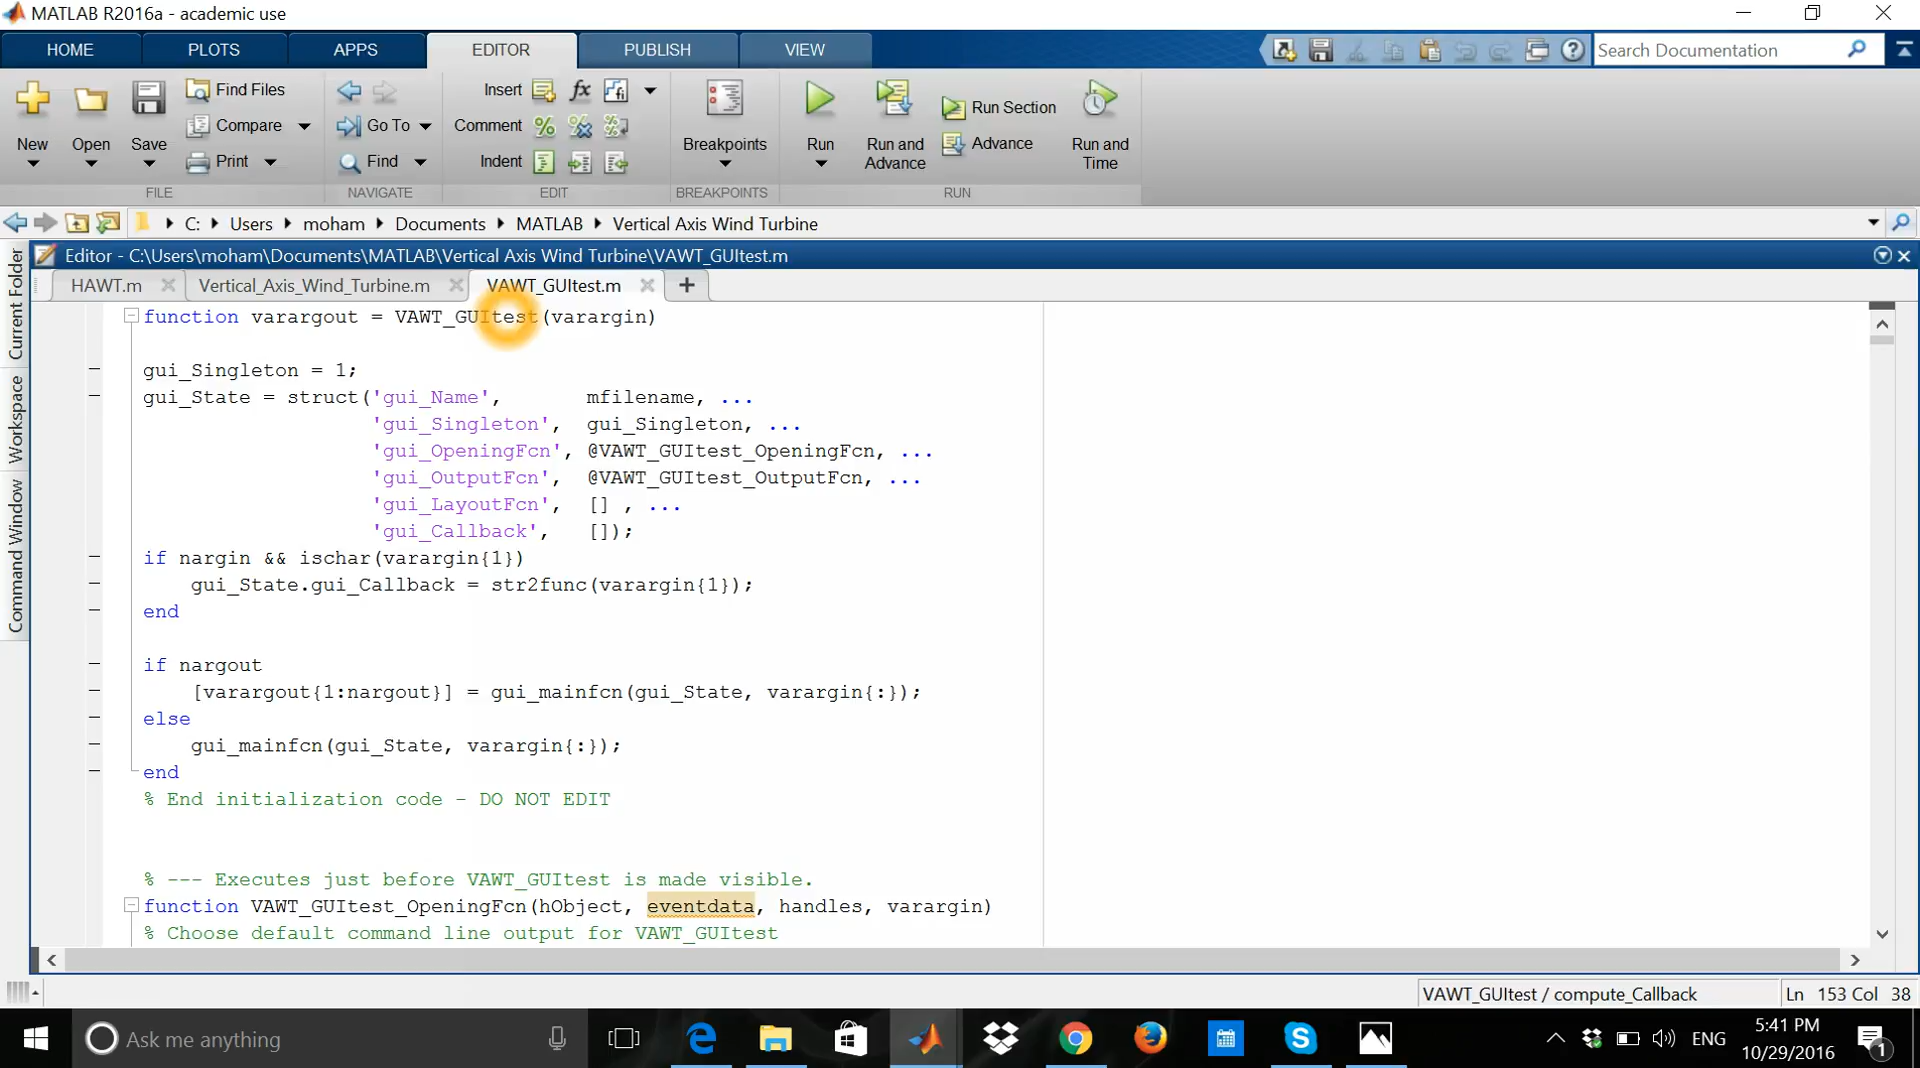 MATLAB R2016a - academic use
HOME PLOTS APPS EDITOR PUBLISH VIEW Search Documentation
New Open Save Find Files Compare Print Go To Find Insert fx Comment Indent Breakpoints Run Run and Advance Run Section Advance Run and Time
FILE NAVIGATE EDIT BREAKPOINTS RUN
C: Users moham Documents MATLAB Vertical Axis Wind Turbine
Current Folder
Workspace
Command Window
Editor - C:\Users\moham\Documents\MATLAB\Vertical Axis Wind Turbine\VAWT_GUItest.m
HAWT.m Vertical_Axis_Wind_Turbine.m VAWT_GUItest.m
function varargout = VAWT_GUItest(varargin)
gui_Singleton = 1;
gui_State = struct('gui_Name', mfilename, ...
'gui_Singleton', gui_Singleton, ...
'gui_OpeningFcn', @VAWT_GUItest_OpeningFcn, ...
'gui_OutputFcn', @VAWT_GUItest_OutputFcn, ...
'gui_LayoutFcn', [] , ...
'gui_Callback', []);
if nargin && ischar(varargin{1})
gui_State.gui_Callback = str2func(varargin{1});
end
if nargout
[varargout{1:nargout}] = gui_mainfcn(gui_State, varargin{:});
else
gui_mainfcn(gui_State, varargin{:});
end
% End initialization code - DO NOT EDIT
% --- Executes just before VAWT_GUItest is made visible.
function VAWT_GUItest_OpeningFcn(hObject, eventdata, handles, varargin)
% Choose default command line output for VAWT_GUItest
VAWT_GUItest / compute_Callback Ln 153 Col 38
Ask me anything ENG 5:41 PM
10/29/2016 1